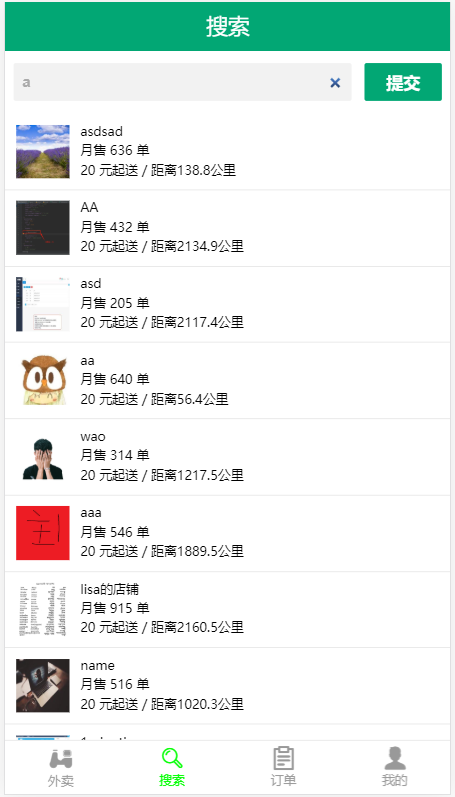 搜索
a
提交
asdsad
月售 636 单
20 元起送 / 距离138.8公里
AA
月售 432 单
20 元起送 / 距离2134.9公里
asd
月售 205 单
20 元起送 / 距离2117.4公里
aa
月售 640 单
20 元起送 / 距离56.4公里
wao
月售 314 单
20 元起送 / 距离1217.5公里
aaa
月售 546 单
20 元起送 / 距离1889.5公里
lisa的店铺
月售 915 单
20 元起送 / 距离2160.5公里
name
月售 516 单
20 元起送 / 距离1020.3公里
外卖
搜索
订单
我的